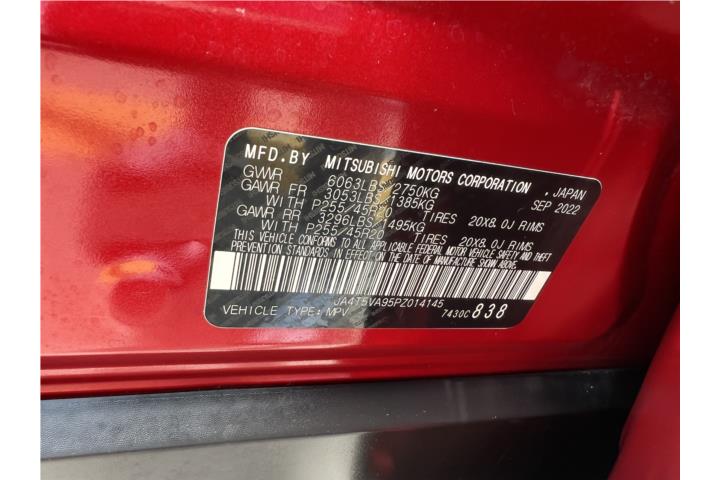 MFD.BY MITSUBISHI MOTORS CORPORATION , JAPAN
GVWR 6063LBS/2750KG SEP 2022
GAWR FR 3053LBS/1385KG
WITH P255/45R20 TIRES 20X8.0J RIMS
GAWR RR 3296LBS/1495KG
WITH P255/45R20 TIRES 20X8.0J RIMS
THIS VEHICLE CONFORMS TO ALL APPLICABLE FEDERAL MOTOR VEHICLE SAFETY AND THEFT
PREVENTION STANDARDS IN EFFECT ON THE DATE OF MANUFACTURE SHOWN ABOVE.
JA4T5VA95PZ014145
VEHICLE TYPE: MPV 7430C 838